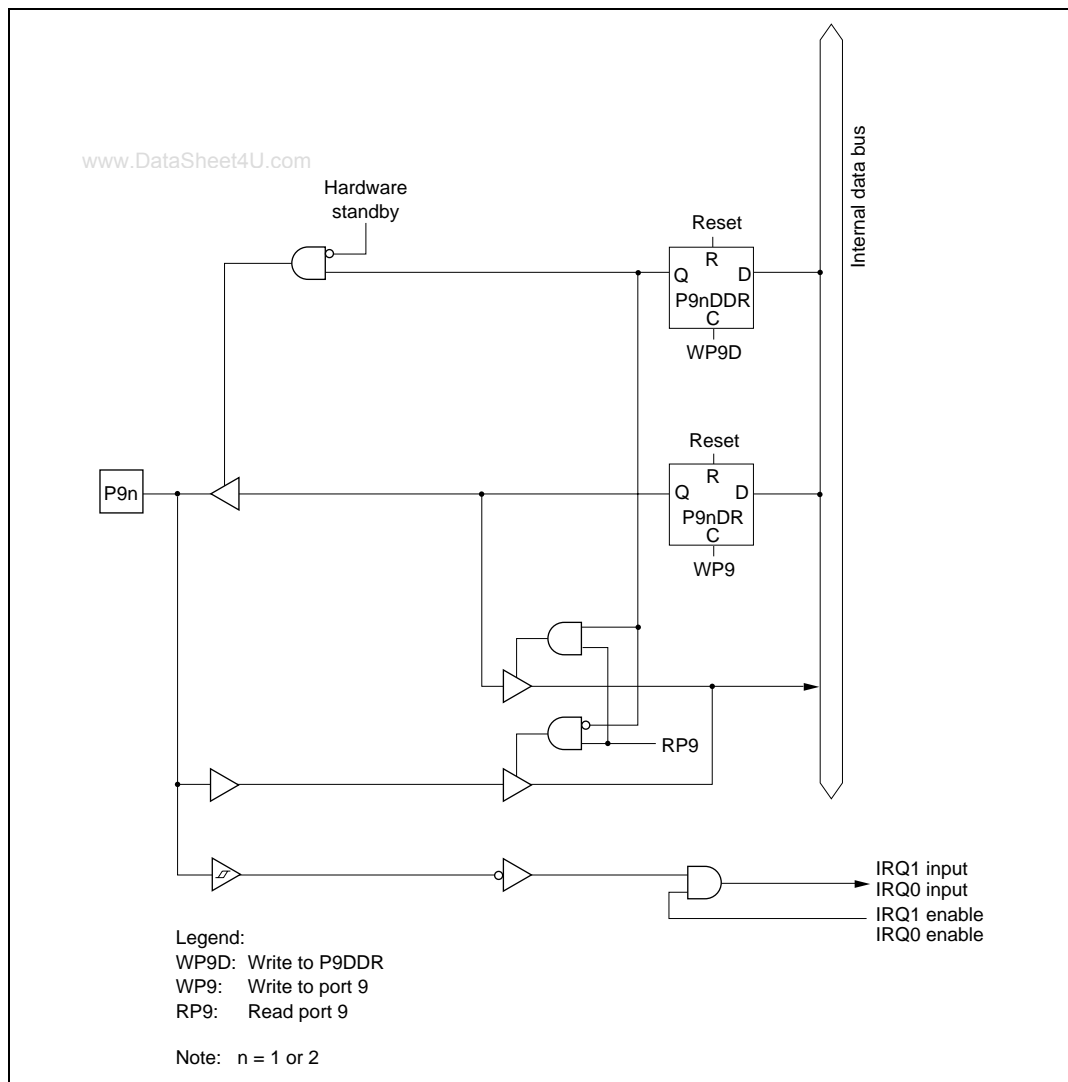 www.DataSheet4U.com
Hardware
standby
Reset
R
Q D
P9nDDR
C
WP9D
Internal data bus
Reset
P9n
R
Q D
P9nDR
C
WP9
RP9
IRQ1 input
IRQ0 input
IRQ1 enable
IRQ0 enable
Legend:
WP9D: Write to P9DDR
WP9: Write to port 9
RP9: Read port 9
Note: n = 1 or 2